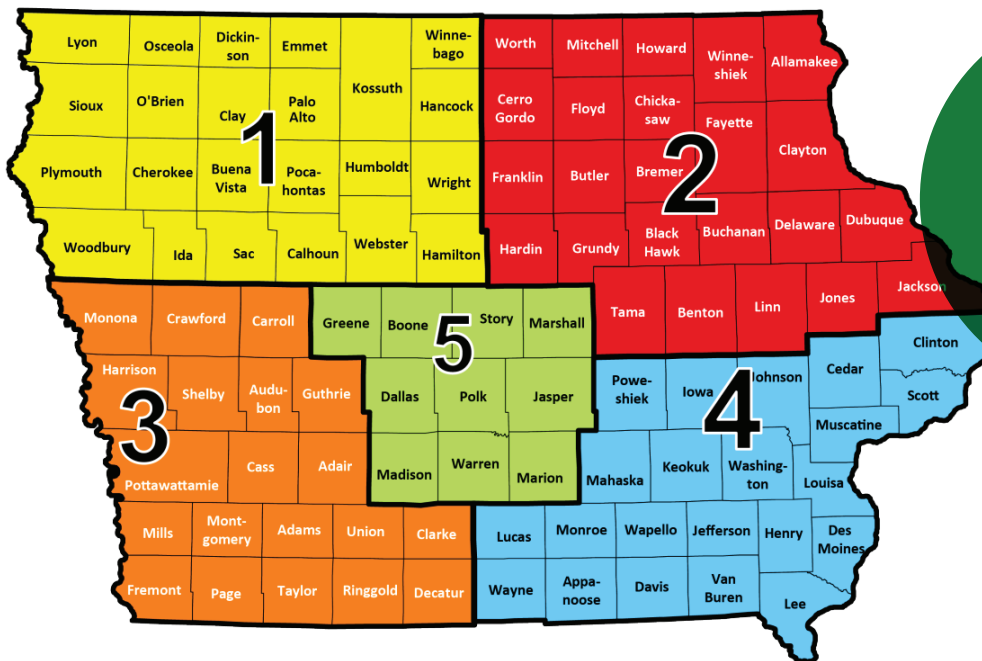 Lyon
Osceola
Dickin-
son
Emmet
Winne-
bago
Kossuth
Sioux
O'Brien
Clay
Palo
Alto
Hancock
1
Plymouth
Cherokee
Buena
Vista
Poca-
hontas
Humboldt
Wright
Woodbury
Ida
Sac
Calhoun
Webster
Hamilton
Worth
Mitchell
Howard
Winne-
shiek
Allamakee
Cerro
Gordo
Floyd
Chicka-
saw
Fayette
Clayton
2
Franklin
Butler
Bremer
Hardin
Grundy
Black
Hawk
Buchanan
Delaware
Dubuque
Tama
Benton
Linn
Jones
Jackson
Monona
Crawford
Carroll
Harrison
Shelby
Audu-
bon
Guthrie
3
Pottawattamie
Cass
Adair
Mills
Mont-
gomery
Adams
Union
Clarke
Fremont
Page
Taylor
Ringgold
Decatur
Greene
Boone
Story
Marshall
5
Dallas
Polk
Jasper
Madison
Warren
Marion
Clinton
Cedar
Scott
Powe-
shiek
Iowa
Johnson
4
Muscatine
Mahaska
Keokuk
Washing-
ton
Louisa
Lucas
Monroe
Wapello
Jefferson
Henry
Des
Moines
Wayne
Appa-
noose
Davis
Van
Buren
Lee